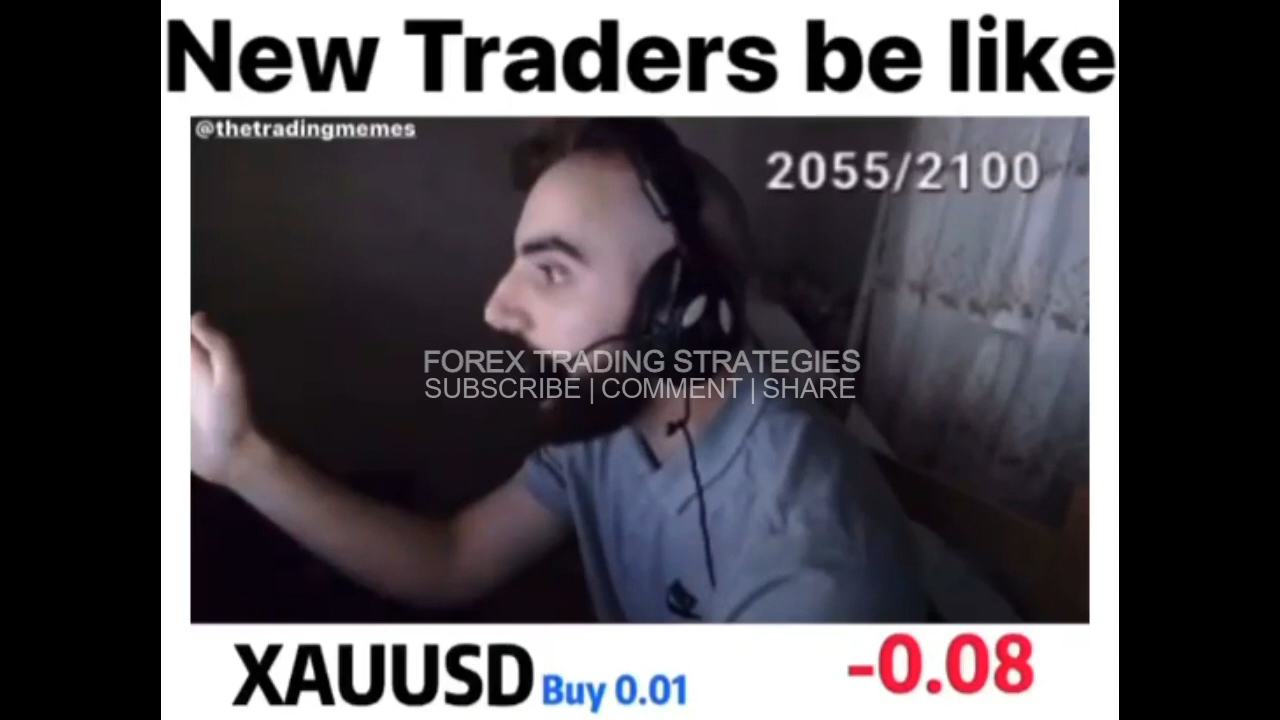 New Traders be like
@thetradingmemes
2055/2100
FOREX TRADING STRATEGIES
SUBSCRIBE | COMMENT | SHARE
XAUUSD Buy 0.01
-0.08